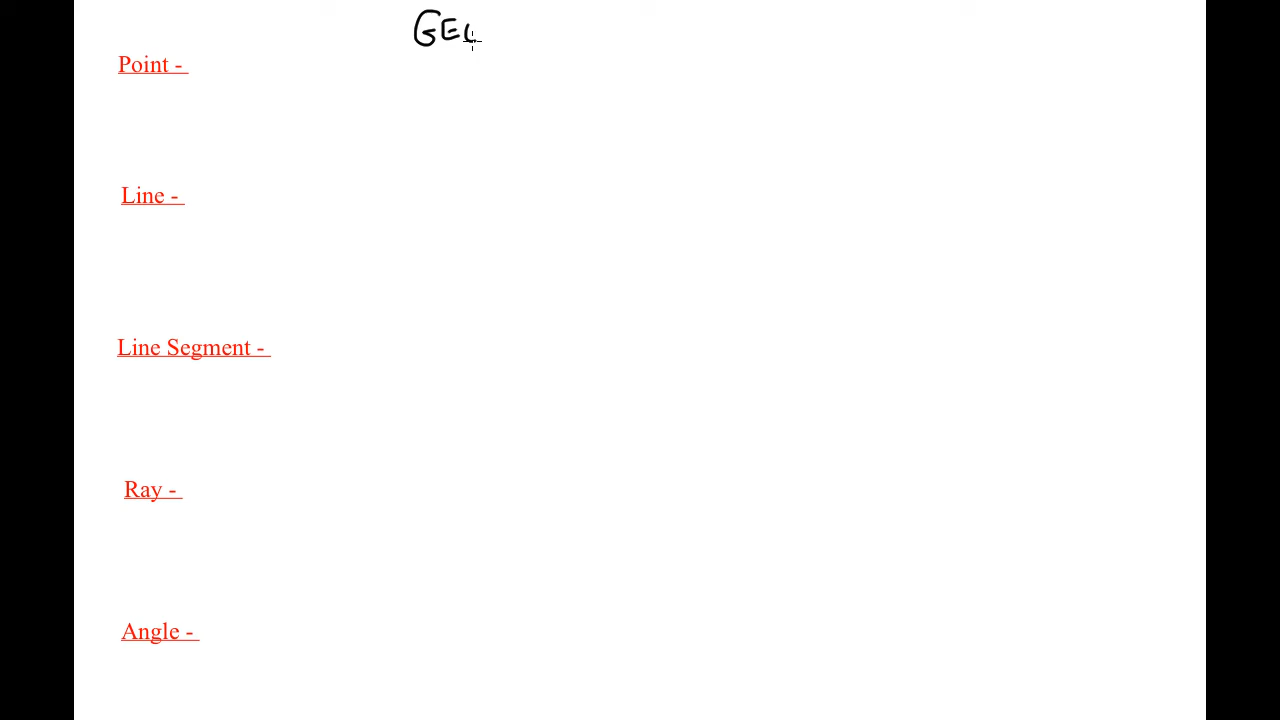 GE
Point -
Line -
Line Segment -
Ray -
Angle -